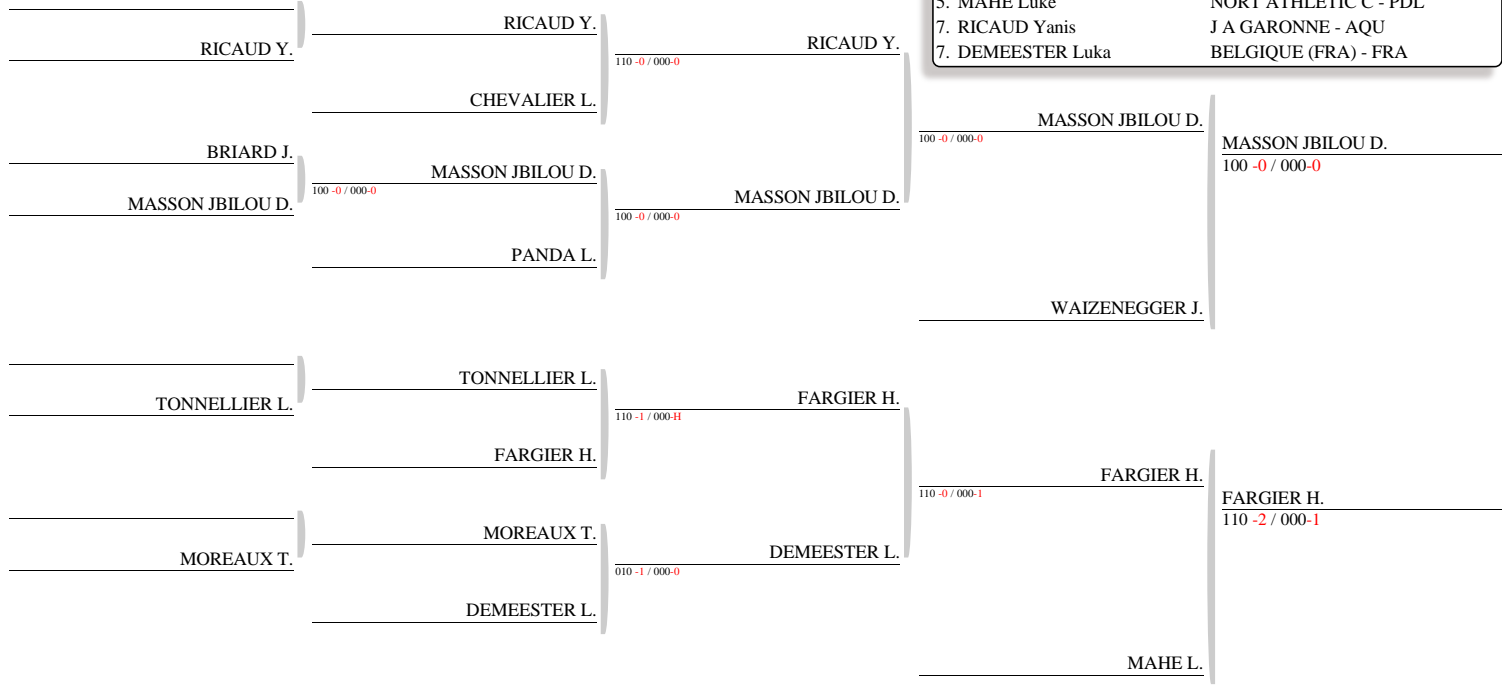 5. MAHE Luke NORT ATHLETIC C - PDL
7. RICAUD Yanis J A GARONNE - AQU
7. DEMEESTER Luka BELGIQUE (FRA) - FRA
RICAUD Y.
BRIARD J.
MASSON JBILOU D.
TONNELLIER L.
MOREAUX T.
RICAUD Y.
CHEVALIER L.
MASSON JBILOU D.
100 -0 / 000-0
PANDA L.
TONNELLIER L.
FARGIER H.
MOREAUX T.
DEMEESTER L.
RICAUD Y.
110 -0 / 000-0
MASSON JBILOU D.
100 -0 / 000-0
FARGIER H.
110 -1 / 000-H
DEMEESTER L.
010 -1 / 000-0
MASSON JBILOU D.
100 -0 / 000-0
WAIZENEGGER J.
FARGIER H.
110 -0 / 000-1
MAHE L.
MASSON JBILOU D.
100 -0 / 000-0
FARGIER H.
110 -2 / 000-1